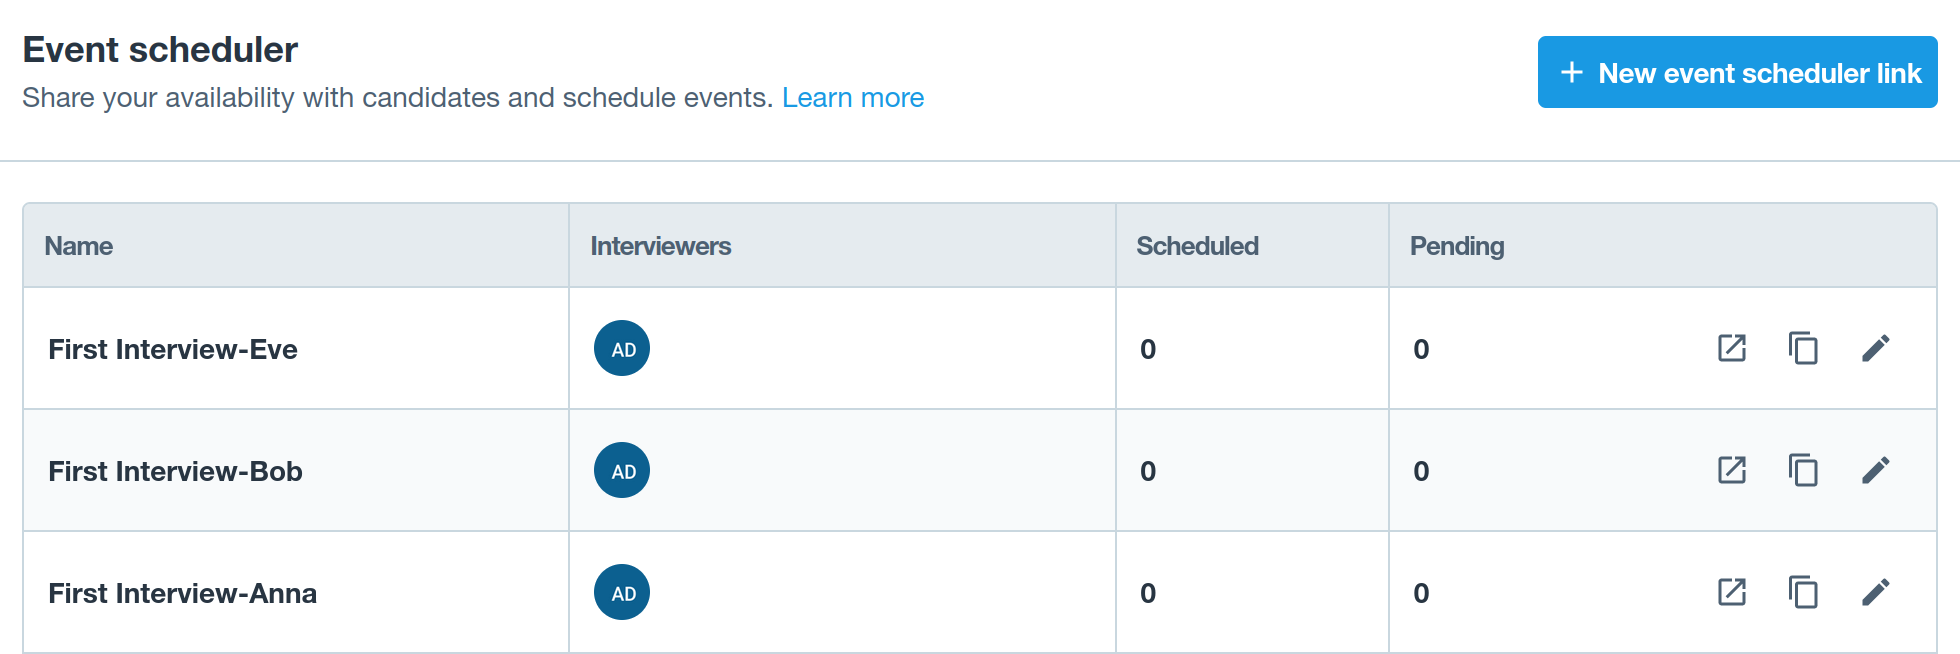 Event scheduler
Share your availability with candidates and schedule events. Learn more
+ New event scheduler link
Name Interviewers Scheduled Pending
First Interview-Eve AD 0 0
First Interview-Bob AD 0 0
First Interview-Anna AD 0 0